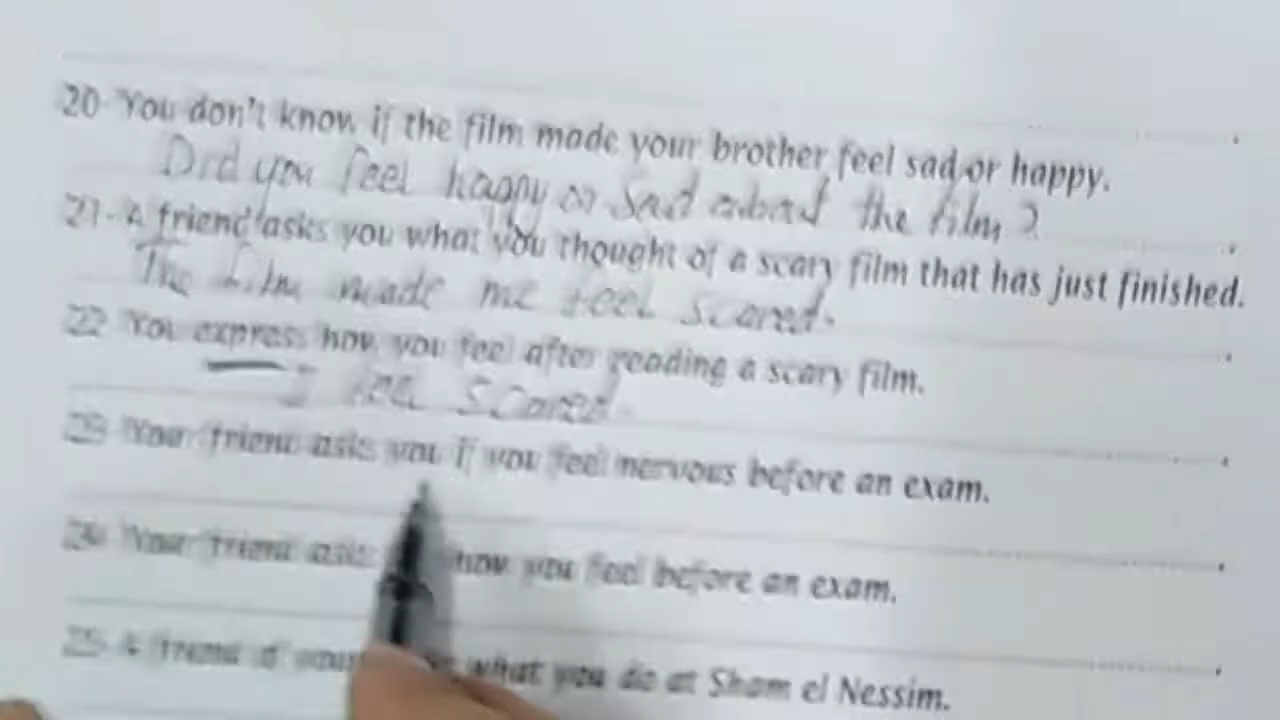 20- You don't know if the film made your brother feel sad or happy.
Did you feel happy or sad about the film?
21- A friend asks you what you thought of a scary film that has just finished.
The film made me feel scared.
22- You express how you feel after reading a scary film.
I feel scared.
23- Your friend asks you if you feel nervous before an exam.
24- Your friend asks how you feel before an exam.
25- A friend of what you do at Sham el Nessim.